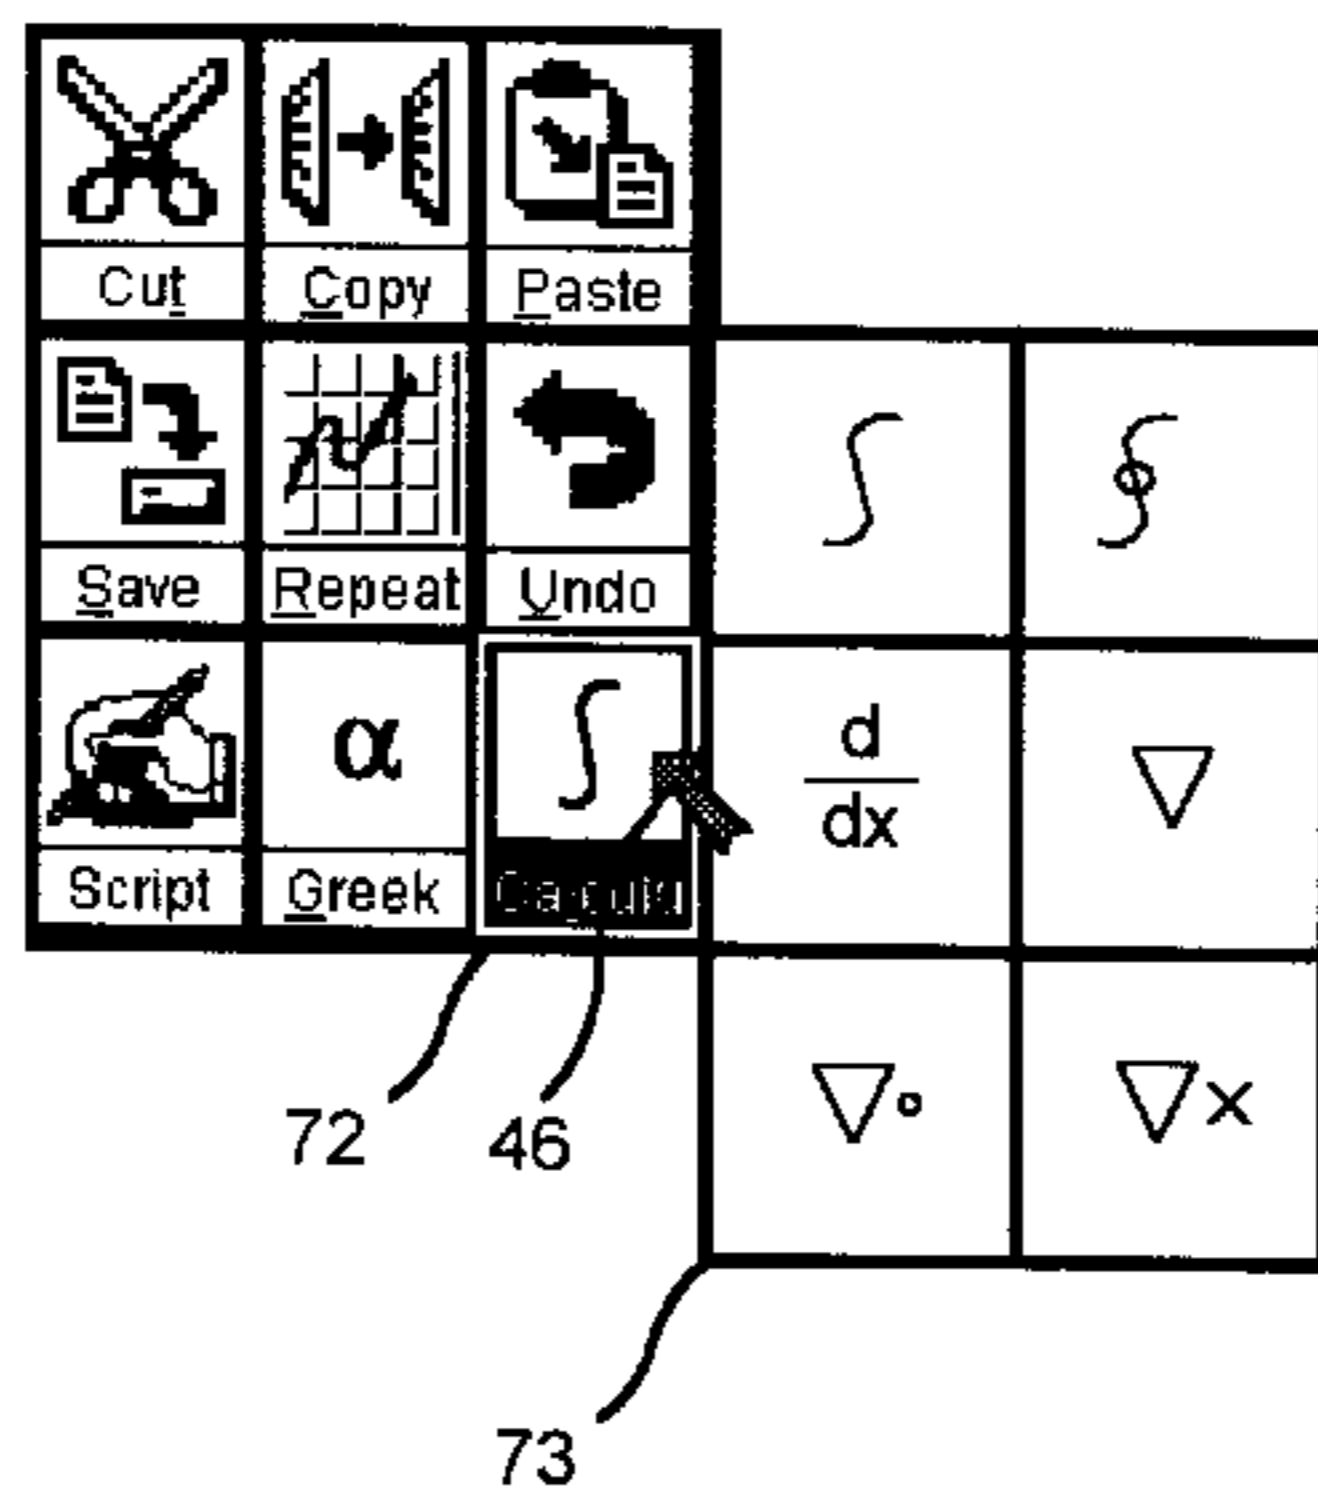 Cut Copy Paste
∫ ∮
Save Repeat Undo
α ∫ d/dx ∇
Script Greek
∇∘ ∇×
72 46
73